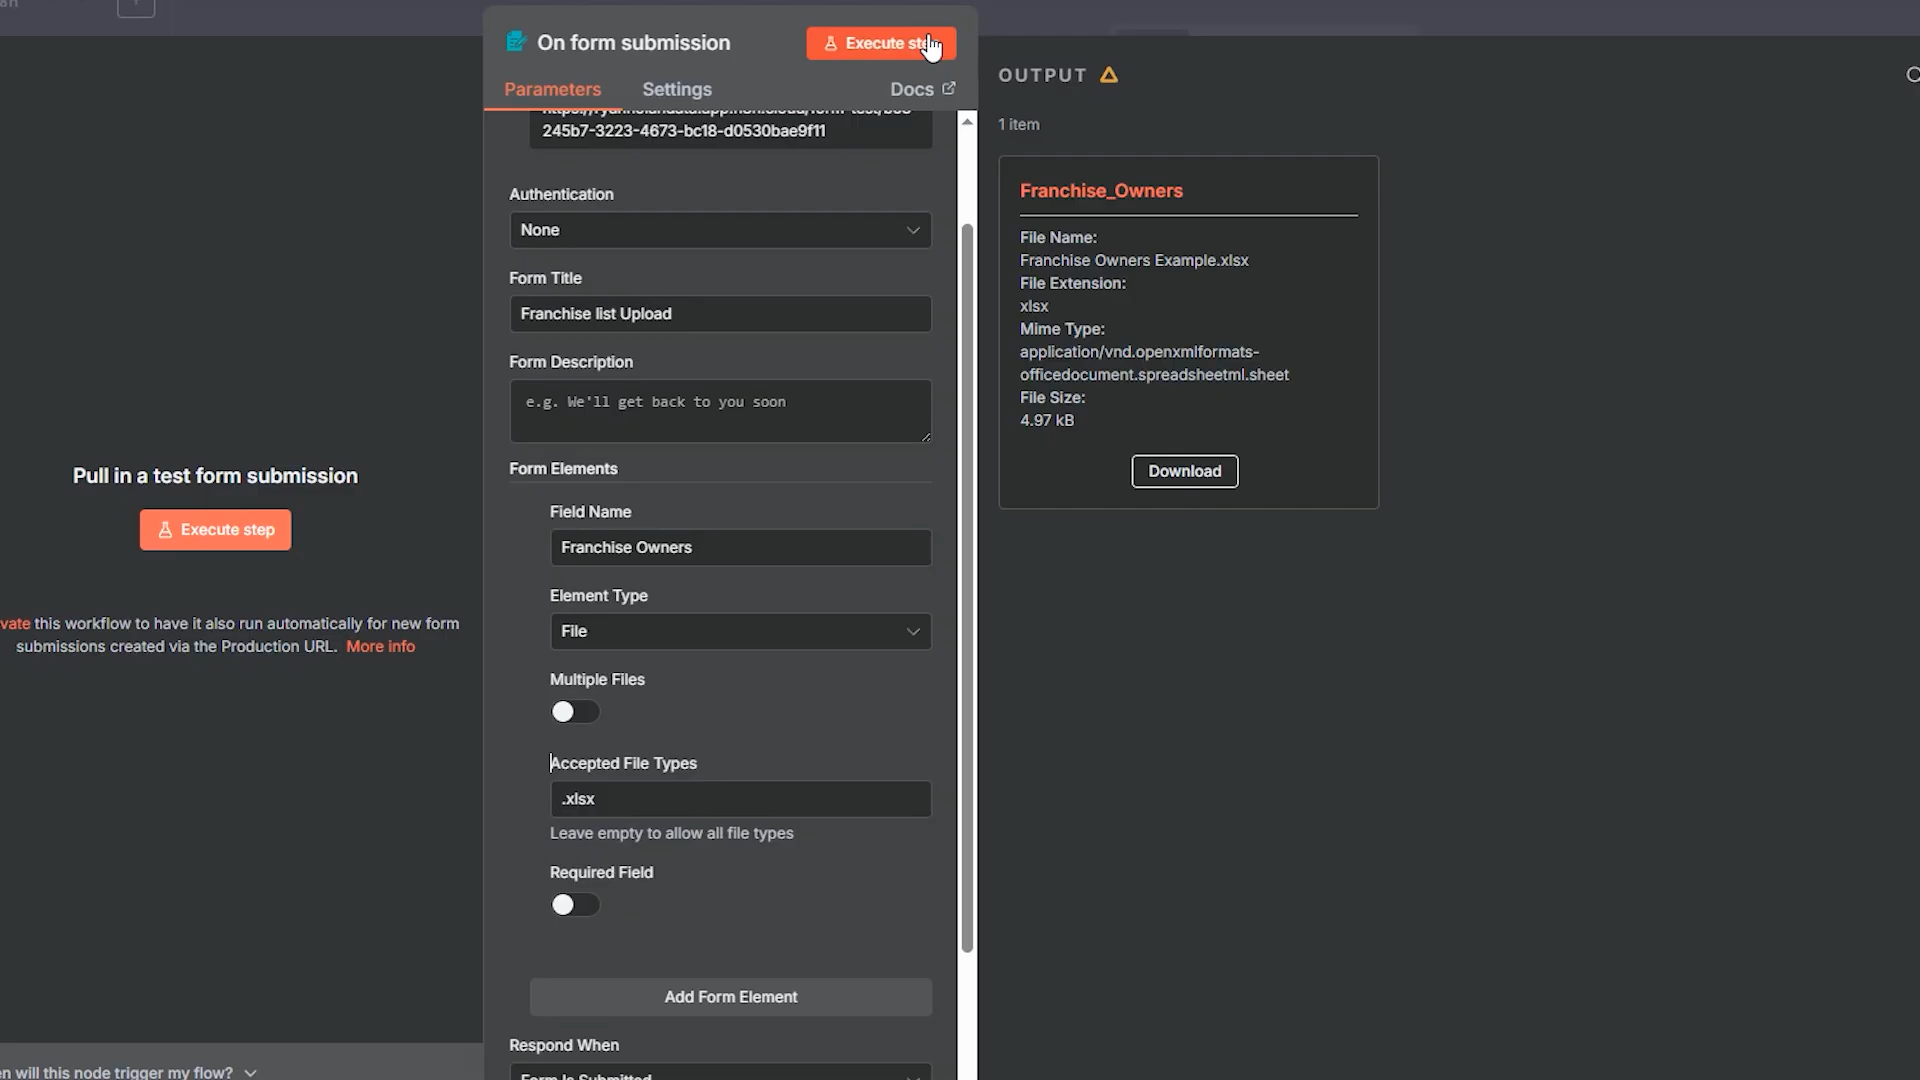 On form submission
Execute ste
Parameters
Settings
Docs
245b7-3223-4673-bc18-d0530bae9f11
Authentication
None
Form Title
Franchise list Upload
Form Description
e.g. We'll get back to you soon
Form Elements
Field Name
Franchise Owners
Element Type
File
Multiple Files
Accepted File Types
.xlsx
Leave empty to allow all file types
Required Field
Add Form Element
Respond When
Form Is Submitted
Pull in a test form submission
Execute step
vate this workflow to have it also run automatically for new form
submissions created via the Production URL. More info
en will this node trigger my flow?
OUTPUT
1 item
Franchise_Owners
File Name:
Franchise Owners Example.xlsx
File Extension:
xlsx
Mime Type:
application/vnd.openxmlformats-
officedocument.spreadsheetml.sheet
File Size:
4.97 kB
Download